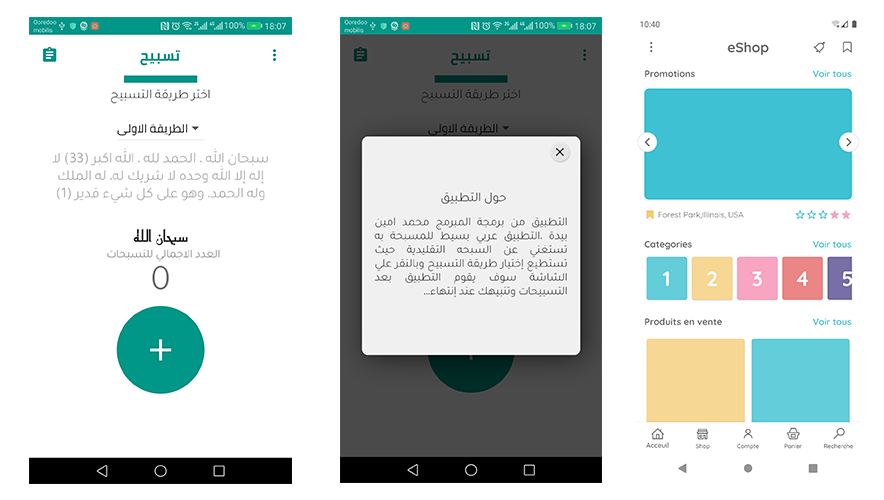 Ooredoo
mobilis
100%
18:07
تسبيح
اختر طريقة التسبيح
الطريقة الاولى
سبحان الله . الحمد لله . الله اكبر (33) لا
إله إلا الله وحده لا شريك له. له الملك
وله الحمد. وهو على كل شيء قدير (1)
سبحان الله
العدد الاجمالي للتسبحات
0
+
Ooredoo
mobilis
100%
18:07
تسبيح
اختر طريقة التسبيح
الطريقة الاولى
حول التطبيق
التطبيق من برمجة المبرمج محمد امين
بيدة .التطبيق عربي بسيط للمسبحة به
تستغني عن السبحه التقليدية حيث
تستطيع إختيار طريقة التسبيح وبالنقر علي
الشاشة سوف يقوم التطبيق بعد
التسبيحات وتنبيهك عند إنتهاء...
10:40
eShop
Promotions Voir tous
Forest Park,Illinois, USA
Categories Voir tous
1 2 3 4 5
Produits en vente Voir tous
Acceuil Shop Compte Panier Recherche